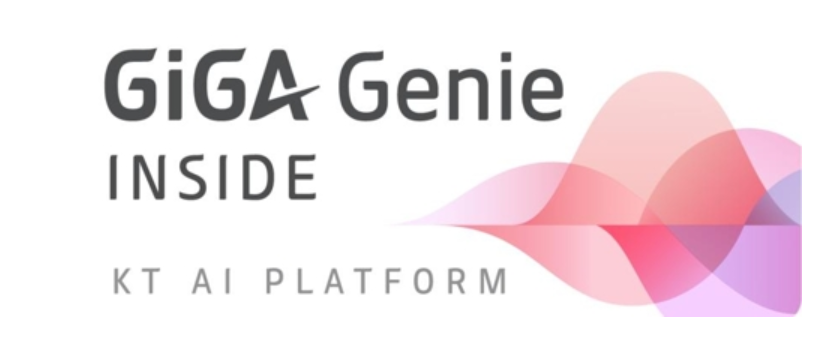 GiGA Genie
INSIDE
KT AI PLATFORM